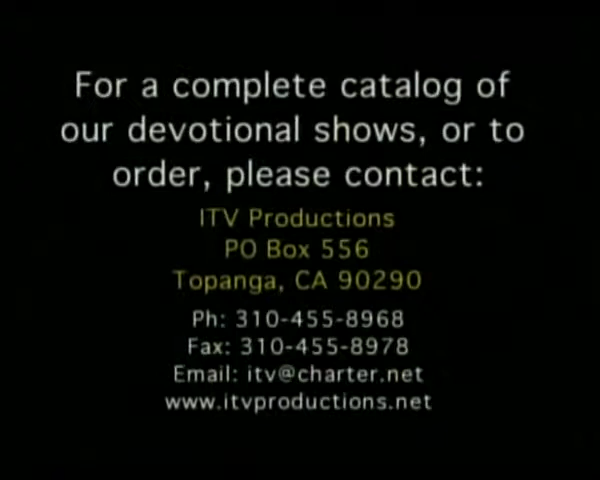 For a complete catalog of
our devotional shows, or to
order, please contact:
ITV Productions
PO Box 556
Topanga, CA 90290
Ph: 310-455-8968
Fax: 310-455-8978
Email: itv@charter.net
www.itvproductions.net